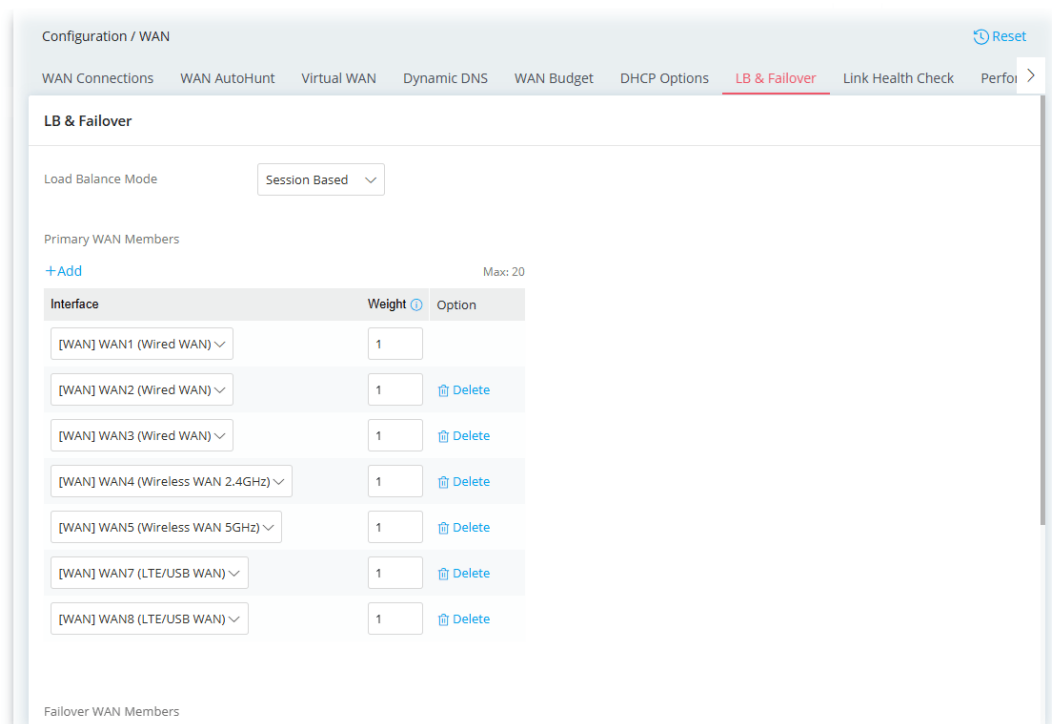 Configuration / WAN
Reset
WAN Connections WAN AutoHunt Virtual WAN Dynamic DNS WAN Budget DHCP Options LB & Failover Link Health Check Perfor
LB & Failover
Load Balance Mode Session Based
Primary WAN Members
+Add Max: 20
Interface Weight Option
[WAN] WAN1 (Wired WAN) 1
[WAN] WAN2 (Wired WAN) 1 Delete
[WAN] WAN3 (Wired WAN) 1 Delete
[WAN] WAN4 (Wireless WAN 2.4GHz) 1 Delete
[WAN] WAN5 (Wireless WAN 5GHz) 1 Delete
[WAN] WAN7 (LTE/USB WAN) 1 Delete
[WAN] WAN8 (LTE/USB WAN) 1 Delete
Failover WAN Members